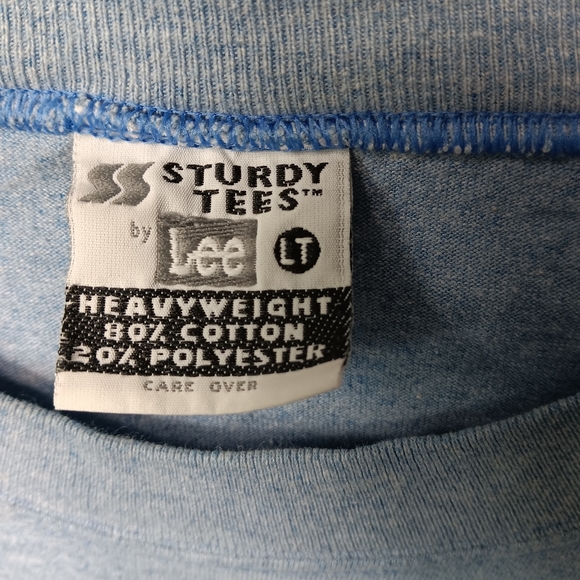 SS STURDY
TEES™
by Lee LT
HEAVYWEIGHT
80% COTTON
20% POLYESTER
CARE OVER